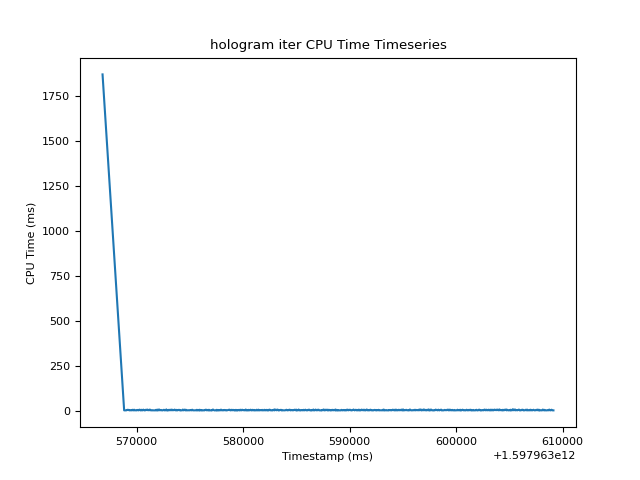 hologram iter CPU Time Timeseries
1750
1500
1250
1000
750
500
250
0
CPU Time (ms)
570000 580000 590000 600000 610000
Timestamp (ms)
+1.597963e12